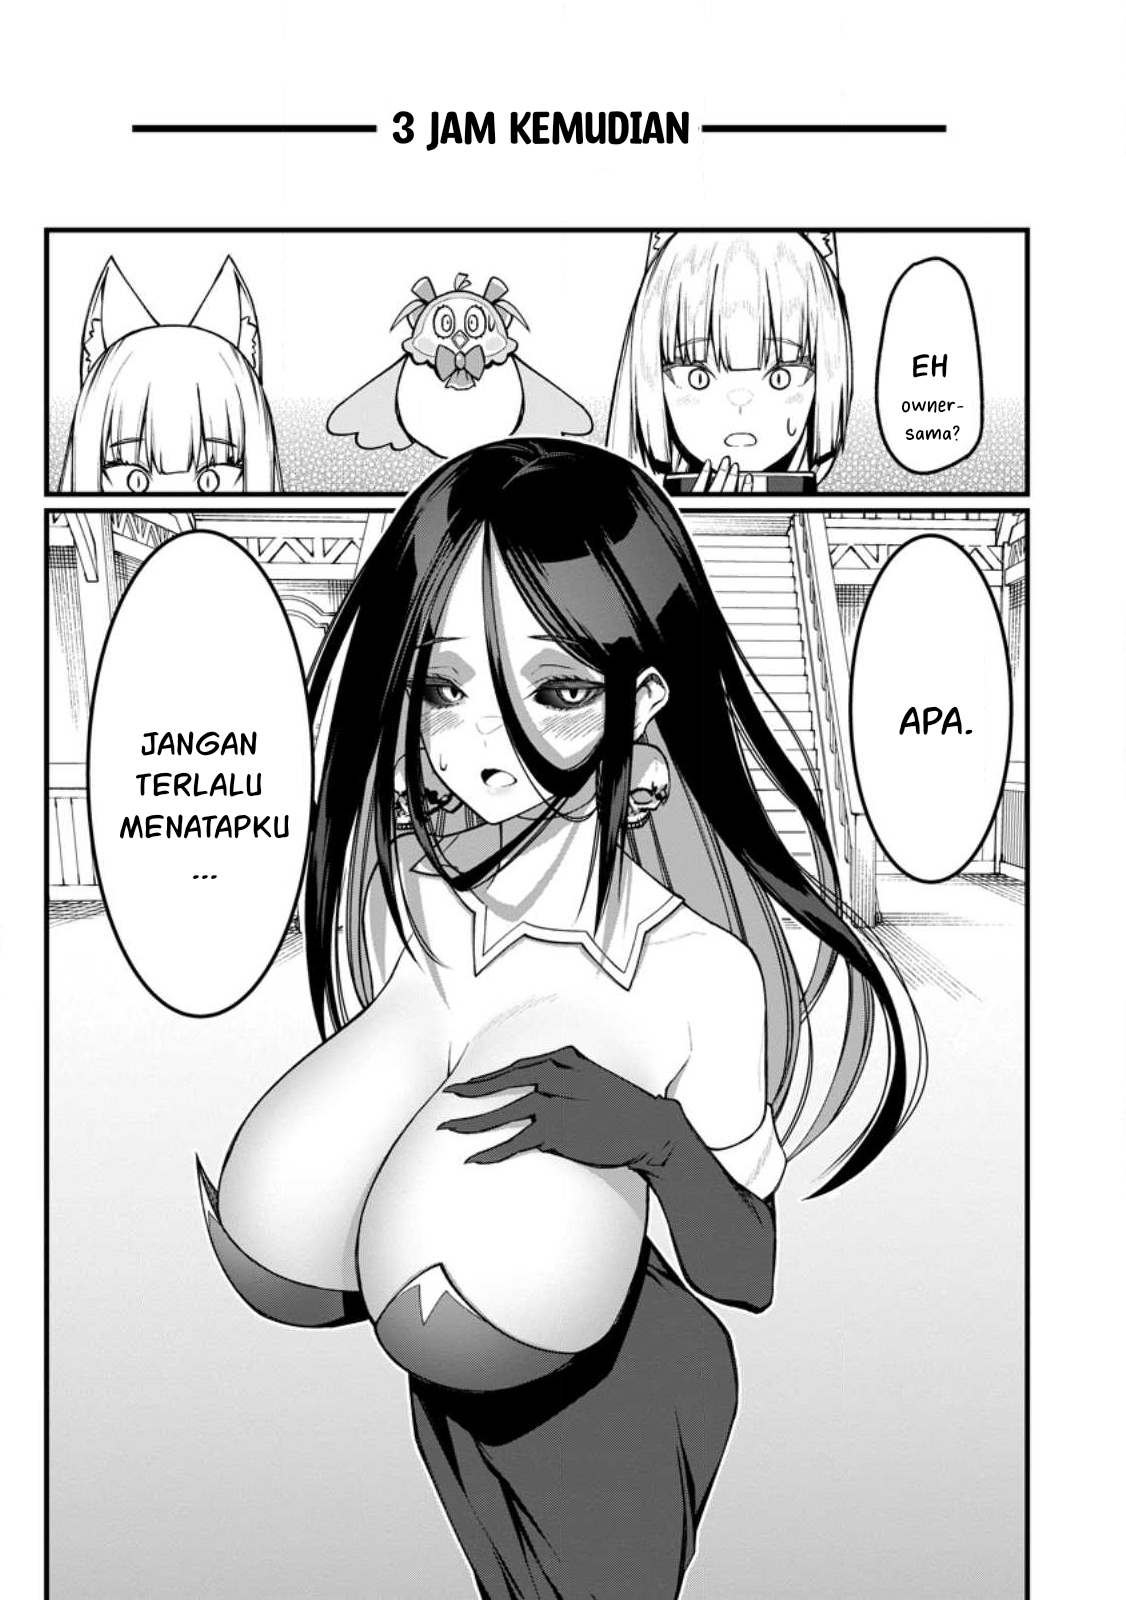 3 JAM KEMUDIAN
EH
owner-
sama?
APA.
JANGAN
TERLALU
MENATAPKU
...